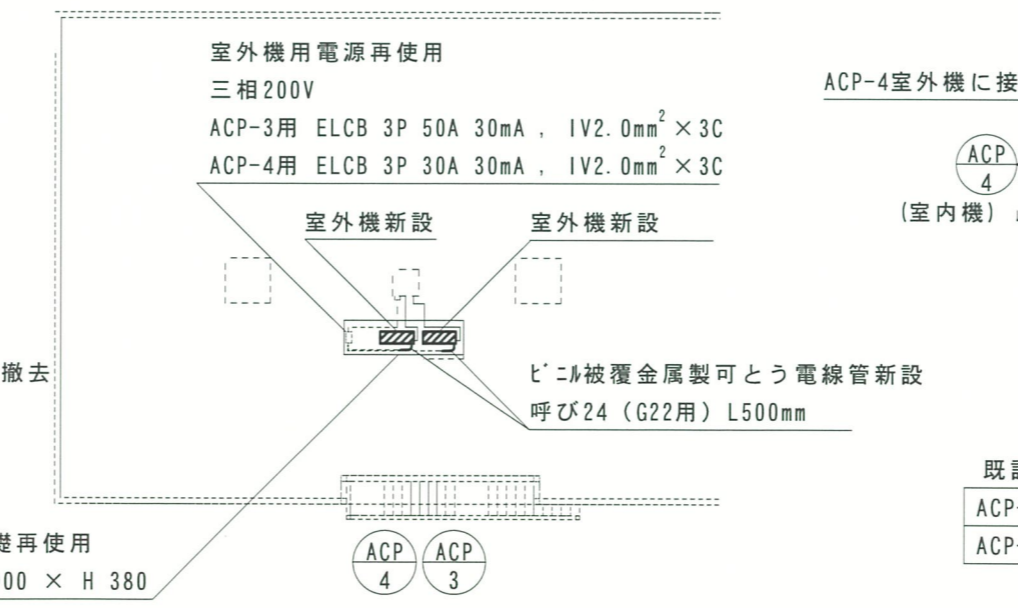 室外機用電源再使用
三相200V
ACP-3用 ELCB 3P 50A 30mA , IV2.0mm²×3C
ACP-4用 ELCB 3P 30A 30mA , IV2.0mm²×3C
ACP-4室外機に接
ACP
4
(室内機)
室外機新設
室外機新設
撤去
ビニル被覆金属製可とう電線管新設
呼び24 (G22用) L500mm
既設
ACP-
ACP-
礎再使用
00 × H 380
ACP
4
ACP
3